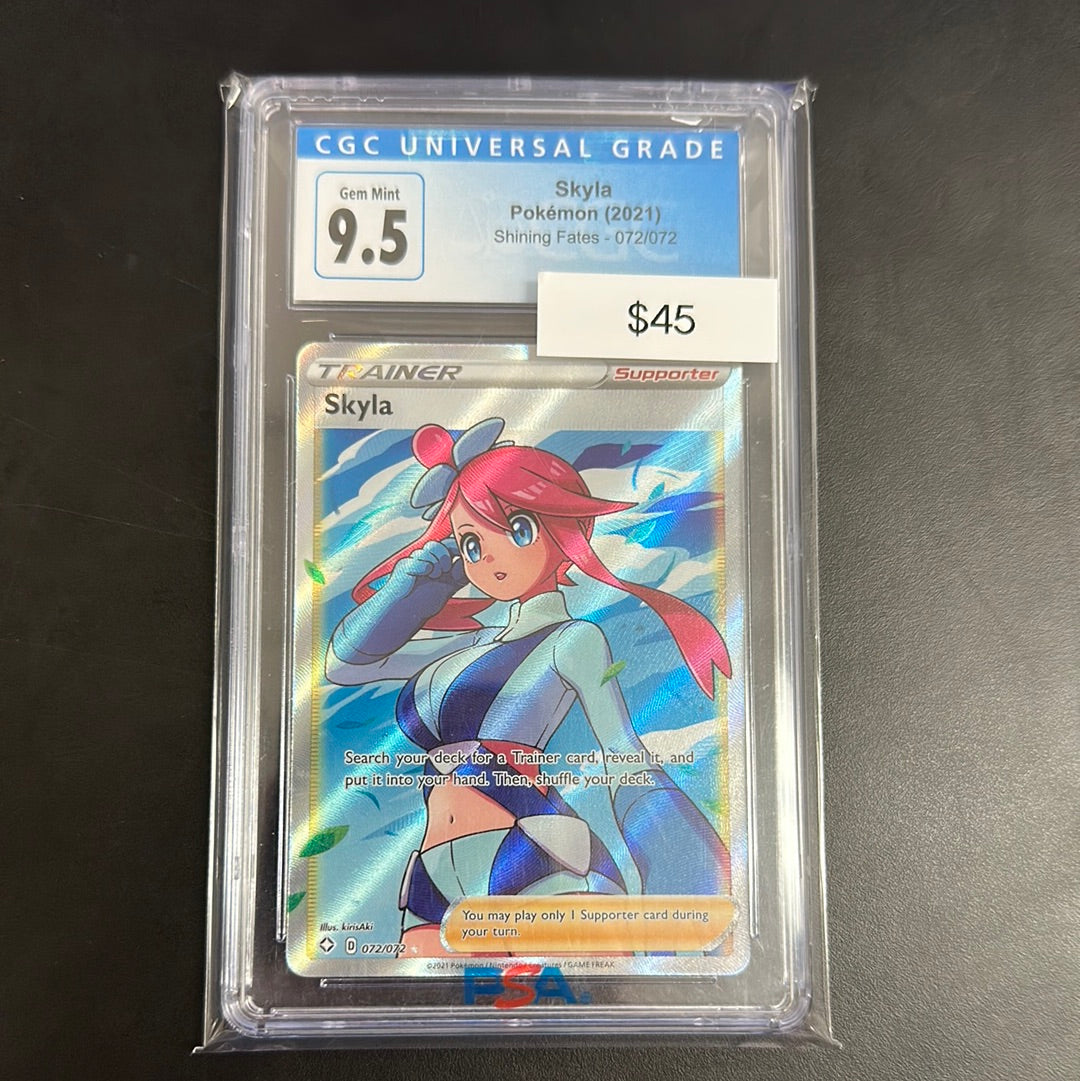 CGC UNIVERSAL GRADE
Gem Mint
9.5
Skyla
Pokémon (2021)
Shining Fates - 072/072
$45
TRAINER
Supporter
Skyla
Search your deck for a Trainer card, reveal it, and
put it into your hand. Then, shuffle your deck.
You may play only 1 Supporter card during
your turn.
Illus. kirisAki
D 072/072
©2021 Pokémon / Nintendo / Creatures / GAME FREAK
PSA